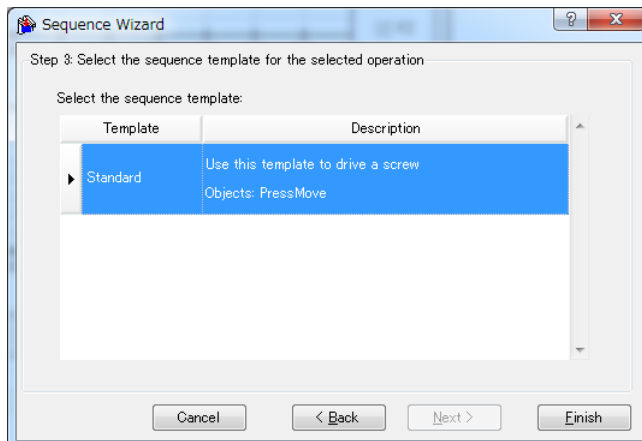 Sequence Wizard
Step 3: Select the sequence template for the selected operation
Select the sequence template:
Template Description
Standard
Use this template to drive a screw
Objects: PressMove
Cancel < Back Next > Finish